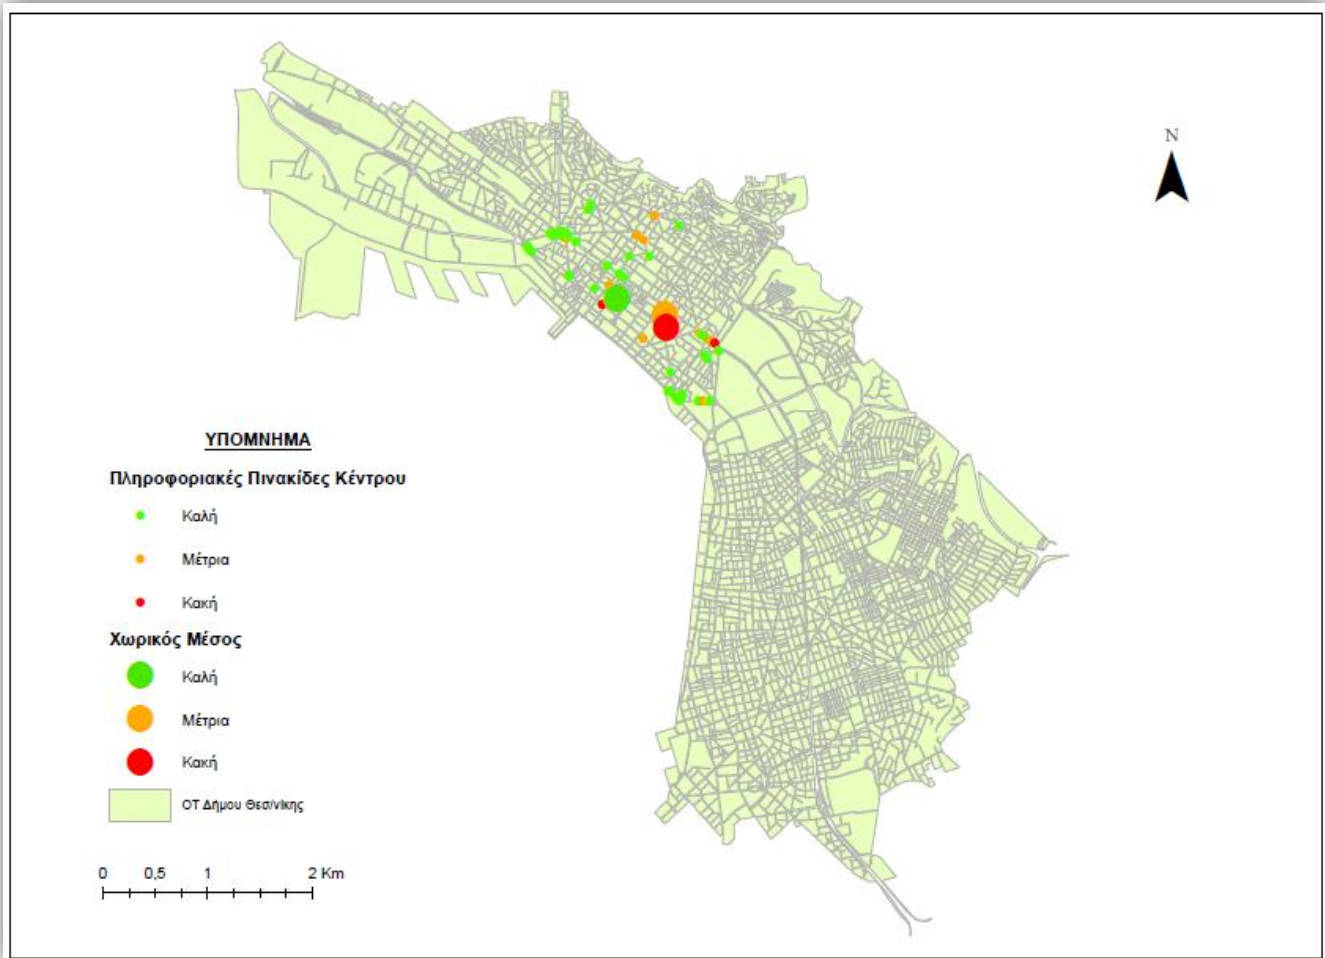 N
ΥΠΟΜΝΗΜΑ
Πληροφοριακές Πινακίδες Κέντρου
Καλή
Μέτρια
Κακή
Χωρικός Μέσος
Καλή
Μέτρια
Κακή
ΟΤ Δήμου Θεσ/νίκης
0 0,5 1 2 Km